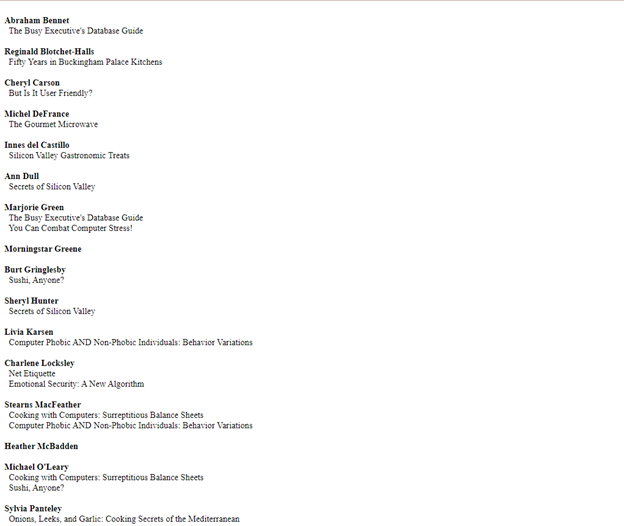 Abraham Bennet
The Busy Executive's Database Guide
Reginald Blotchet-Halls
Fifty Years in Buckingham Palace Kitchens
Cheryl Carson
But Is It User Friendly?
Michel DeFrance
The Gourmet Microwave
Innes del Castillo
Silicon Valley Gastronomic Treats
Ann Dull
Secrets of Silicon Valley
Marjorie Green
The Busy Executive's Database Guide
You Can Combat Computer Stress!
Morningstar Greene
Burt Gringlesby
Sushi, Anyone?
Sheryl Hunter
Secrets of Silicon Valley
Livia Karsen
Computer Phobic AND Non-Phobic Individuals: Behavior Variations
Charlene Locksley
Net Etiquette
Emotional Security: A New Algorithm
Stearns MacFeather
Cooking with Computers: Surreptitious Balance Sheets
Computer Phobic AND Non-Phobic Individuals: Behavior Variations
Heather McBadden
Michael O'Leary
Cooking with Computers: Surreptitious Balance Sheets
Sushi, Anyone?
Sylvia Panteley
Onions, Leeks, and Garlic: Cooking Secrets of the Mediterranean